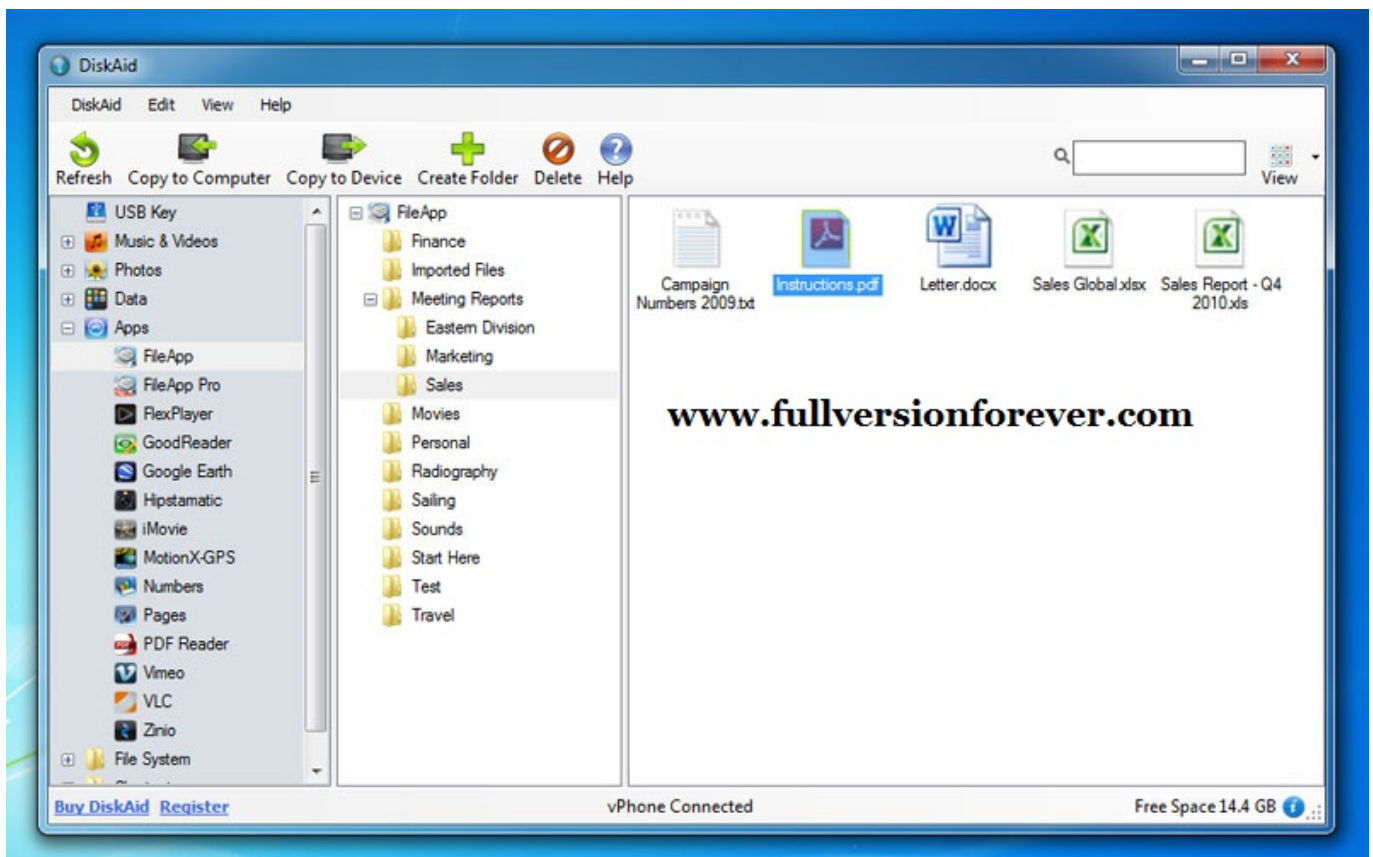 DiskAid
DiskAid Edit View Help
Refresh Copy to Computer Copy to Device Create Folder Delete Help
View
USB Key
Music & Videos
Photos
Data
Apps
FileApp
FileApp Pro
FlexPlayer
GoodReader
Google Earth
Hipstamatic
iMovie
MotionX-GPS
Numbers
Pages
PDF Reader
Vimeo
VLC
Zinio
File System
FileApp
Finance
Imported Files
Meeting Reports
Eastern Division
Marketing
Sales
Movies
Personal
Radiography
Sailing
Sounds
Start Here
Test
Travel
Campaign
Numbers 2009.txt
Instructions.pdf
Letter.docx
Sales Global.xlsx
Sales Report - Q4
2010.xls
www.fullversionforever.com
Buy DiskAid Register
vPhone Connected
Free Space 14.4 GB